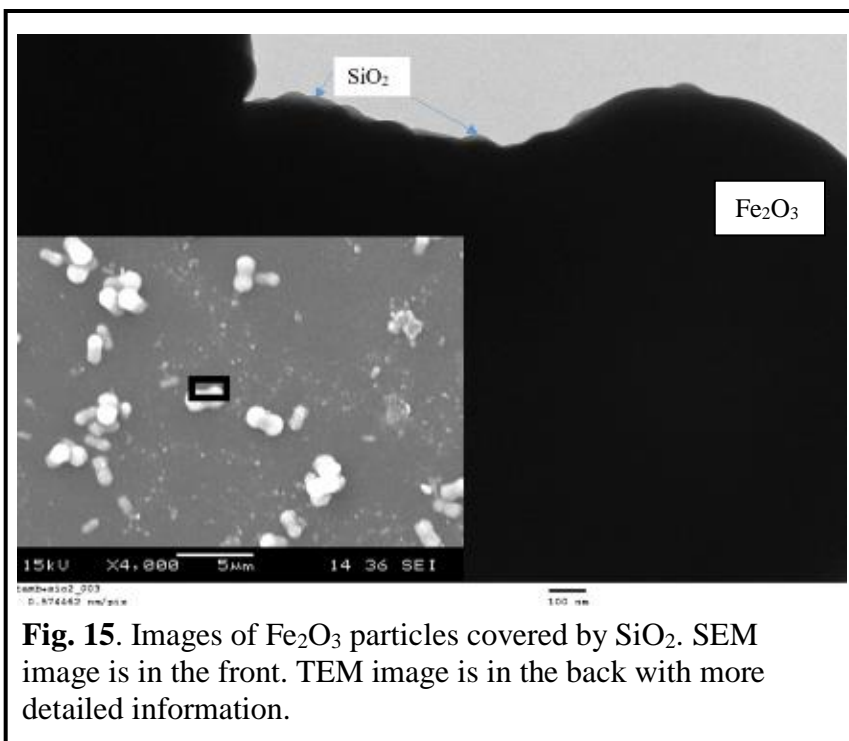 SiO₂
Fe₂O₃
15kU X4,000 5µm 14 36 SEI
100 nm
Fig. 15. Images of Fe₂O₃ particles covered by SiO₂. SEM
image is in the front. TEM image is in the back with more
detailed information.